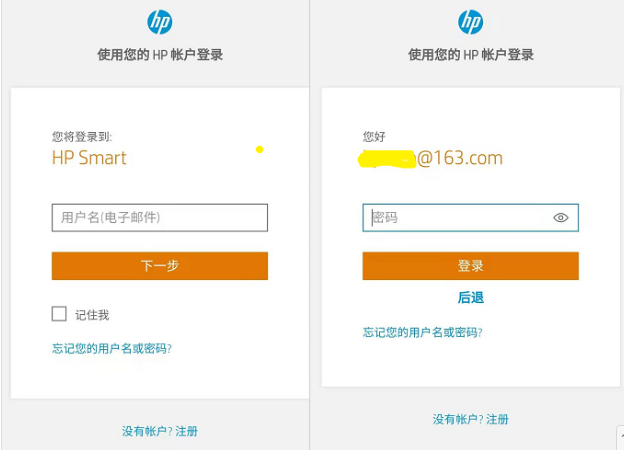 hp
使用您的 HP 帐户登录
您将登录到:
HP Smart
用户名(电子邮件)
下一步
记住我
忘记您的用户名或密码?
没有帐户? 注册
hp
使用您的 HP 帐户登录
您好
@163.com
密码
登录
后退
忘记您的用户名或密码?
没有帐户? 注册